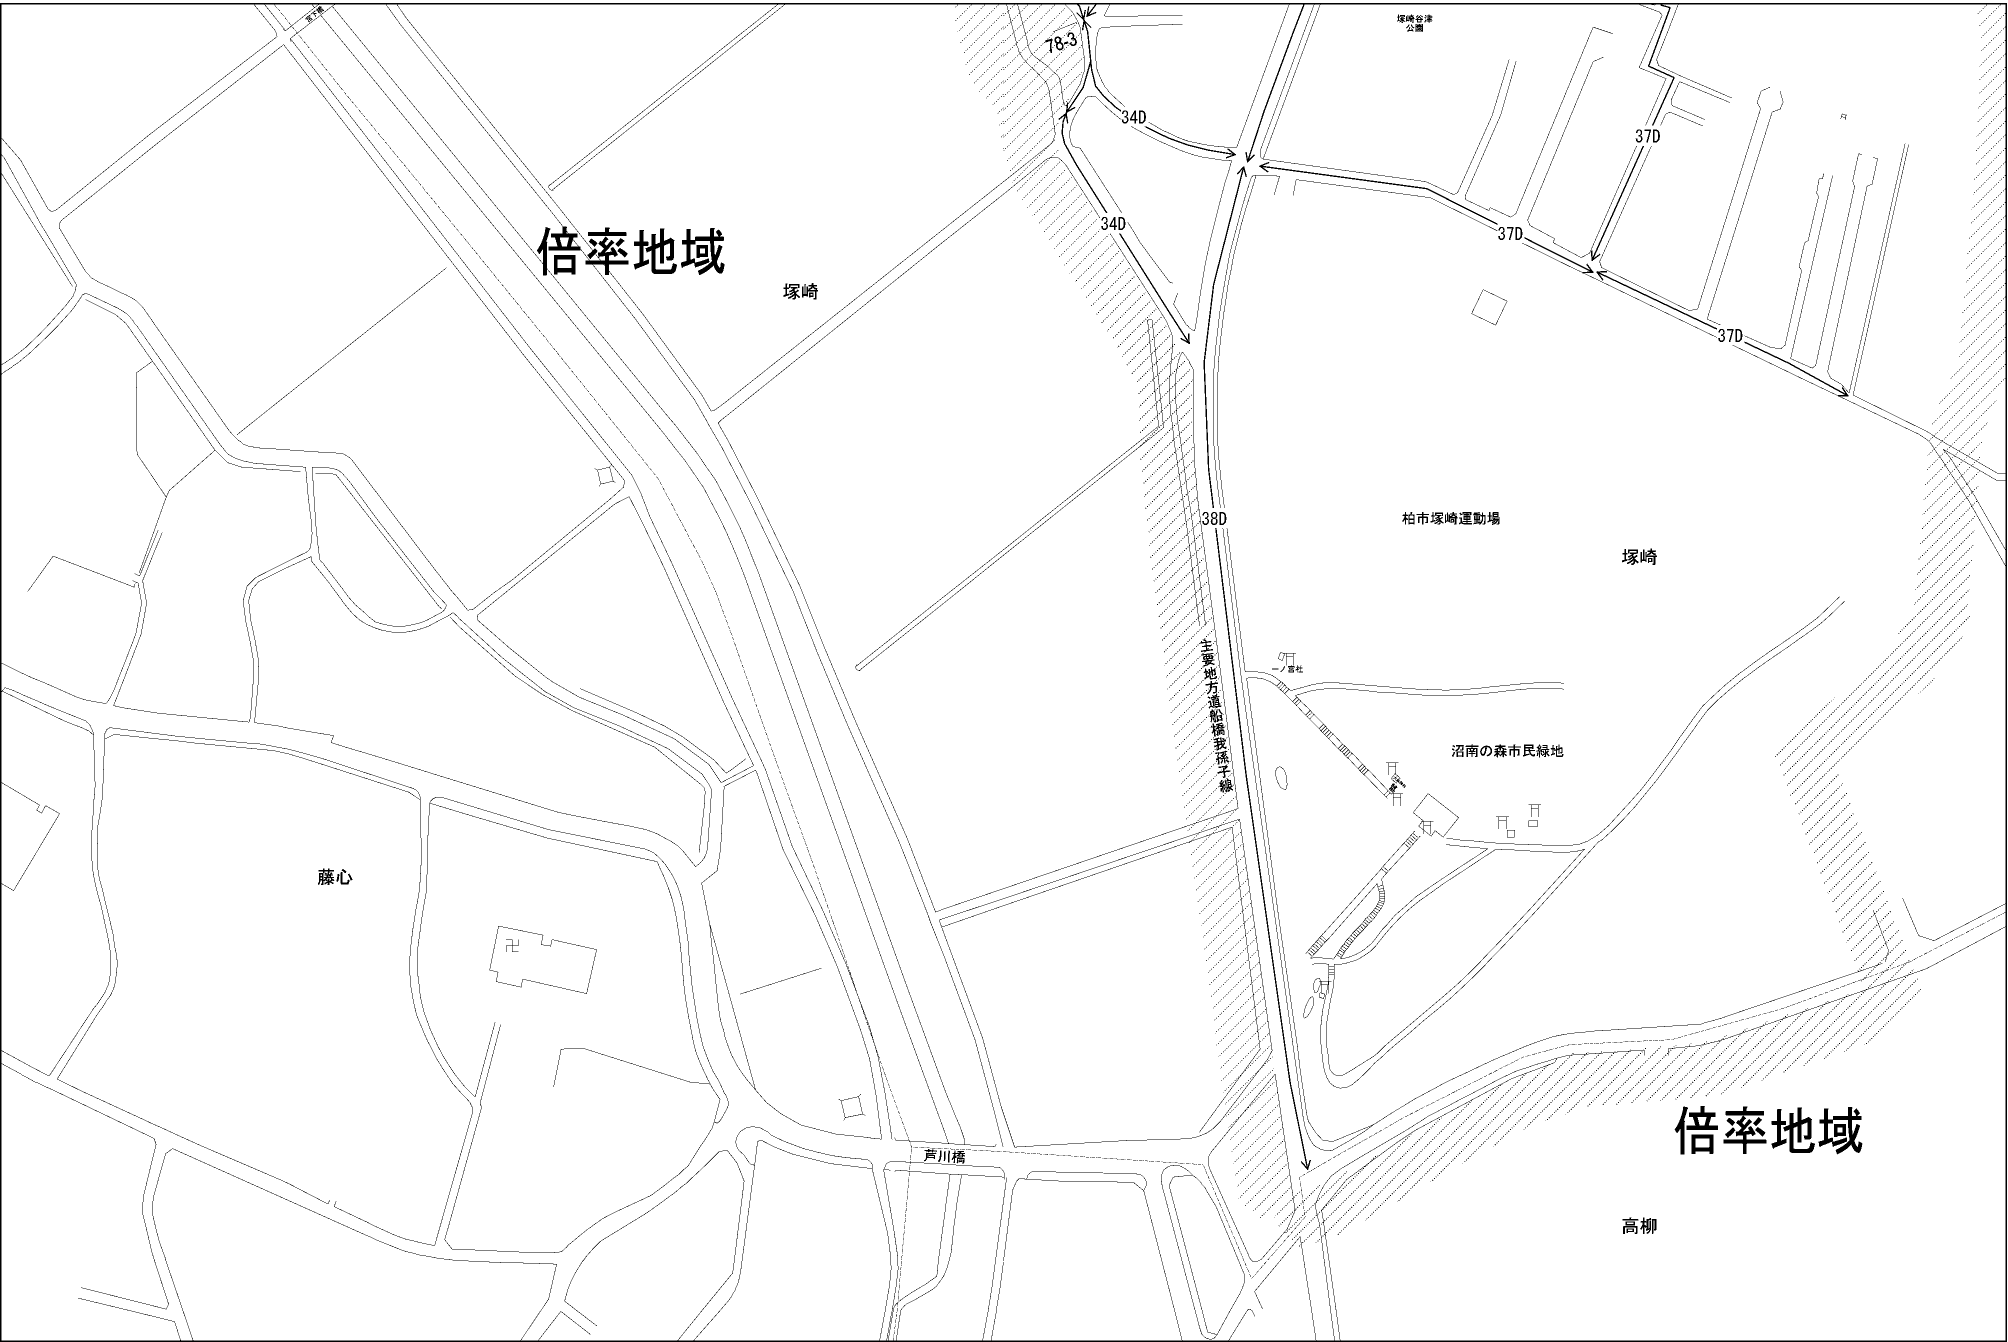 宮下橋
塚崎谷津
公園
78-3
34D
37D
34D
37D
倍率地域
塚崎
37D
38D
柏市塚崎運動場
塚崎
主要地方道船橋我孫子線
一ノ宮社
沼南の森市民緑地
藤心
倍率地域
芦川橋
高柳